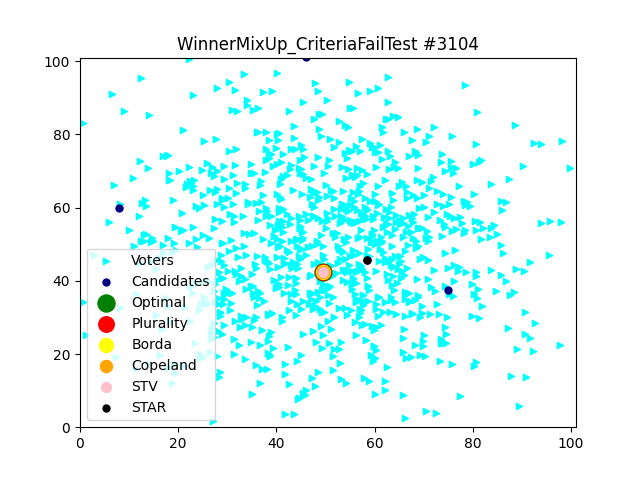 WinnerMixUp_CriteriaFailTest #3104
100
80
60
40
20
0
Voters
Candidates
Optimal
Plurality
Borda
Copeland
STV
STAR
0 20 40 60 80 100